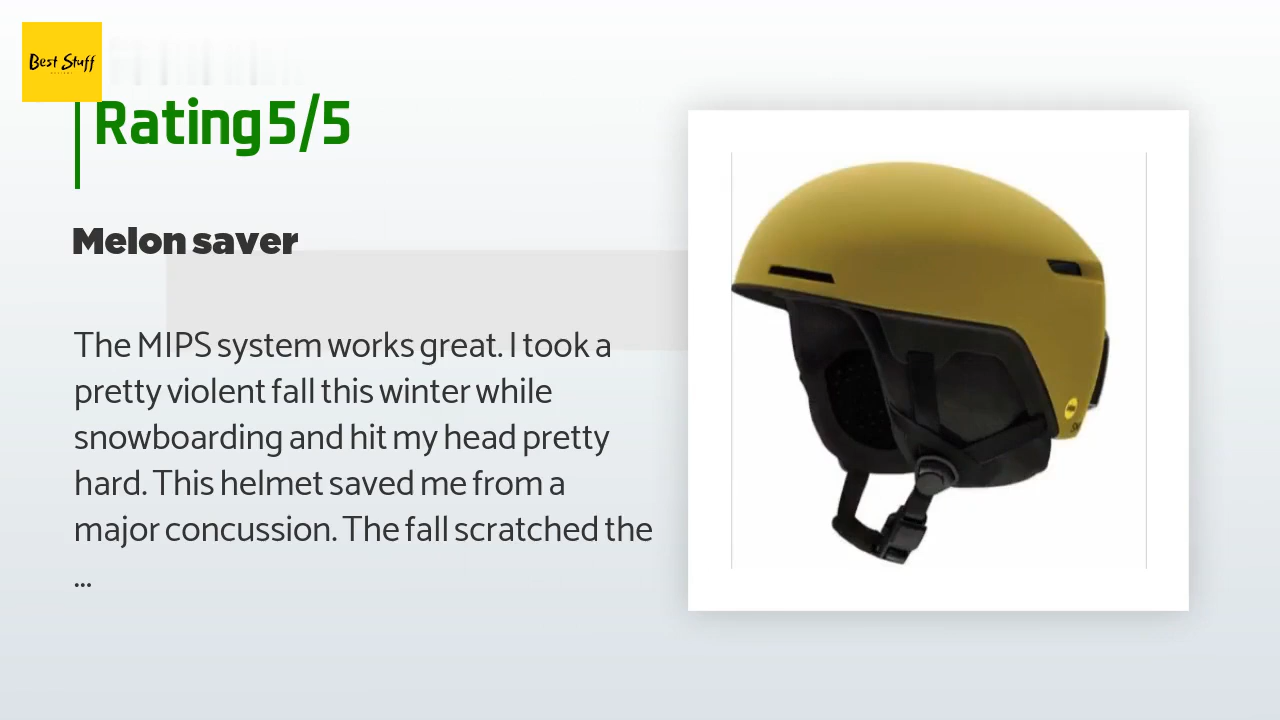 Best Stuff
Rating 5/5
Melon saver
The MIPS system works great. I took a
pretty violent fall this winter while
snowboarding and hit my head pretty
hard. This helmet saved me from a
major concussion. The fall scratched the
...